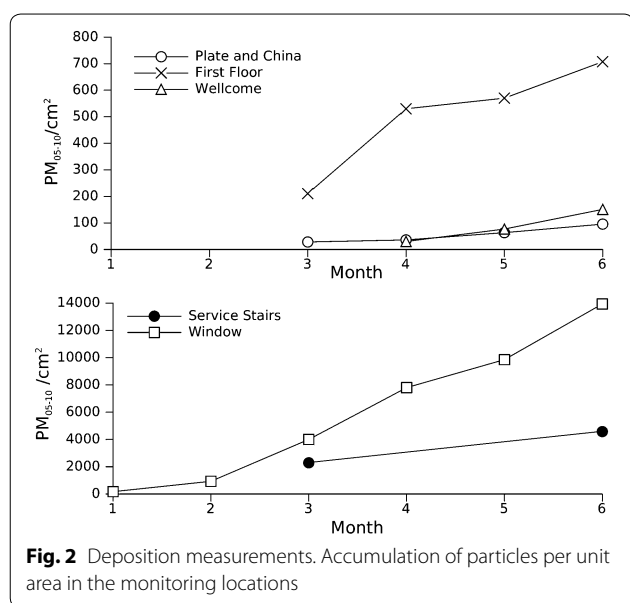 800
700
600
500
400
300
200
100
0
PM05-10/cm2
Plate and China
First Floor
Wellcome
1 2 3 4 5 6
Month
14000
12000
10000
8000
6000
4000
2000
0
PM05-10 /cm2
Service Stairs
Window
1 2 3 4 5 6
Month
Fig. 2 Deposition measurements. Accumulation of particles per unit
area in the monitoring locations